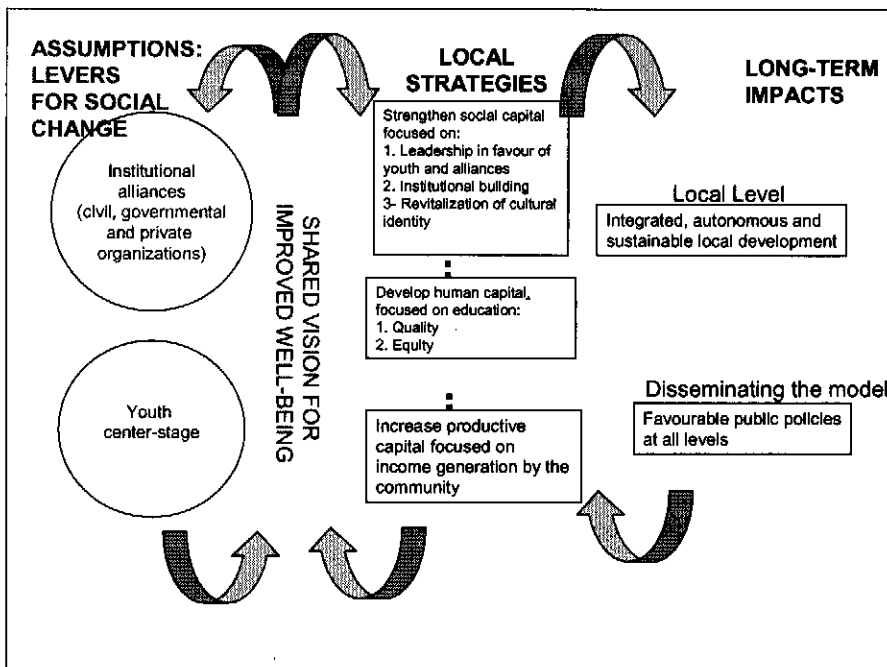 ASSUMPTIONS:
LEVERS
FOR SOCIAL
CHANGE
Institutional
alliances
(civil, governmental
and private
organizations)
Youth
center-stage
SHARED VISION FOR
IMPROVED WELL-BEING
LOCAL
STRATEGIES
Strengthen social capital
focused on:
1. Leadership in favour of
youth and alliances
2. Institutional building
3- Revitalization of cultural
identity
Develop human capital,
focused on education:
1. Quality
2. Equity
Increase productive
capital focused on
income generation by the
community
LONG-TERM
IMPACTS
Local Level
Integrated, autonomous and
sustainable local development
Disseminating the model
Favourable public policies
at all levels